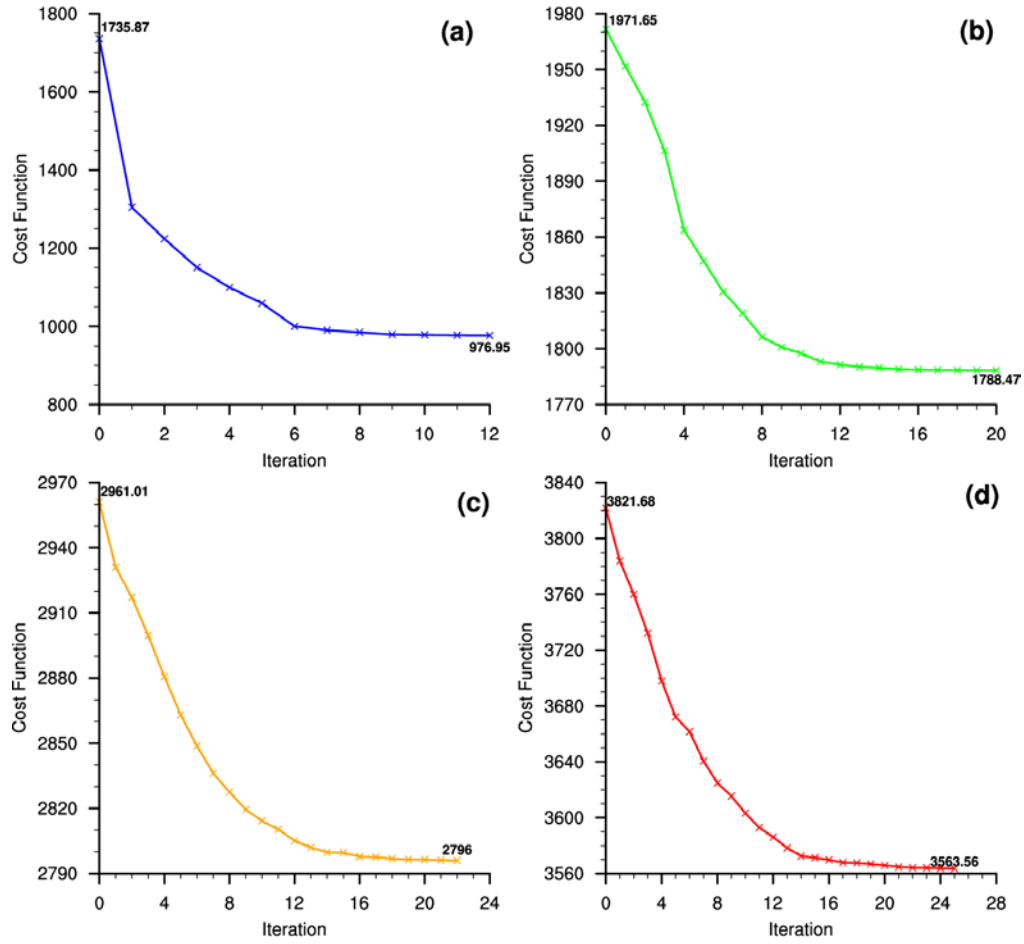 (a)
1735.87
1800
1600
1400
1200
1000
800
Cost Function
976.95
0 2 4 6 8 10 12
Iteration
(b)
1971.65
1980
1950
1920
1890
1860
1830
1800
1770
Cost Function
1788.47
0 4 8 12 16 20
Iteration
(c)
2961.01
2970
2940
2910
2880
2850
2820
2790
Cost Function
2796
0 4 8 12 16 20 24
Iteration
(d)
3821.68
3840
3800
3760
3720
3680
3640
3600
3560
Cost Function
3563.56
0 4 8 12 16 20 24 28
Iteration